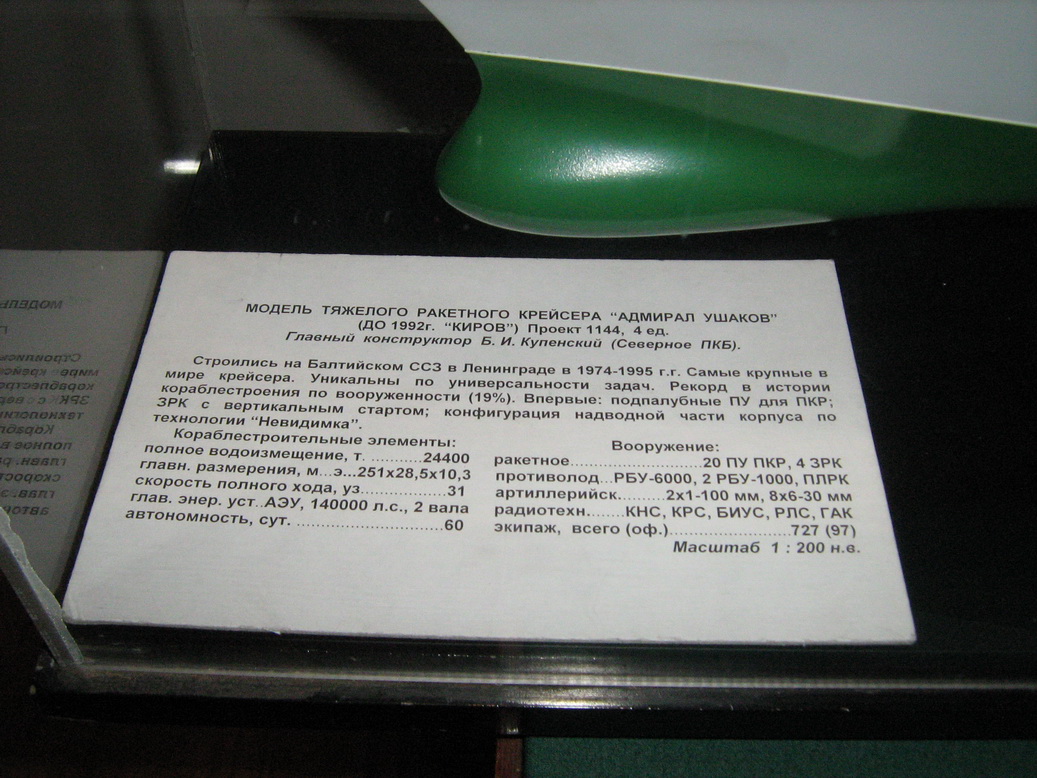 МОДЕЛЬ ТЯЖЕЛОГО РАКЕТНОГО КРЕЙСЕРА “АДМИРАЛ УШАКОВ”
(ДО 1992г. “КИРОВ”) Проект 1144, 4 ед.
Главный конструктор Б. И. Купенский (Северное ПКБ).
Строились на Балтийском ССЗ в Ленинграде в 1974-1995 г.г. Самые крупные в
мире крейсера. Уникальны по универсальности задач. Рекорд в истории
кораблестроения по вооруженности (19%). Впервые: подпалубные ПУ для ПКР;
ЗРК с вертикальным стартом; конфигурация надводной части корпуса по
технологии “Невидимка”.
Кораблестроительные элементы:
полное водоизмещение, т. ............24400
главн. размерения, м...э...251х28,5х10,3
скорость полного хода, уз..............31
глав. энер. уст..АЭУ, 140000 л.с., 2 вала
автономность, сут. ........................60
Вооружение:
ракетное......................20 ПУ ПКР, 4 ЗРК
противолод...РБУ-6000, 2 РБУ-1000, ПЛРК
артиллерийск.........2х1-100 мм, 8х6-30 мм
радиотехн.......КНС, КРС, БИУС, РЛС, ГАК
экипаж, всего (оф.)....................727 (97)
Масштаб 1 : 200 н.в.